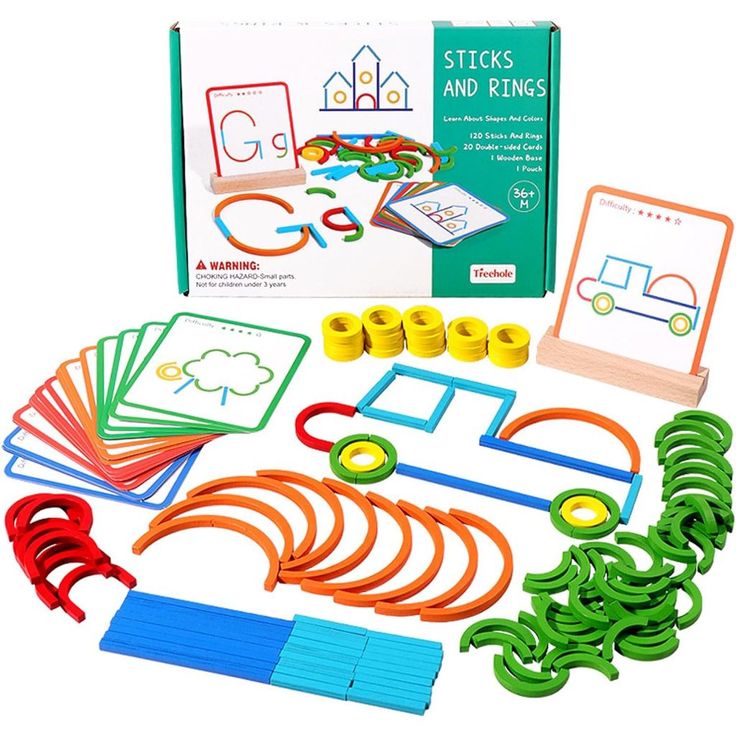 STICKS
AND RINGS
Learn About Shapes And Colors
120 Sticks And Rings
20 Double-sided Cards
1 Wooden Base
1 Pouch
36+
M
Treehole
WARNING:
CHOKING HAZARD-Small parts.
Not for children under 3 years
Difficulty
G g
G g
Difficulty : ★★★★☆
Difficulty ★★★★☆